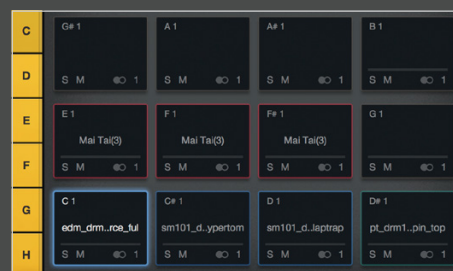 C
G# 1
A 1
A# 1
B 1
D
S M 1
S M 1
S M 1
S M 1
E
E 1
F 1
F# 1
G 1
Mai Tai(3)
Mai Tai(3)
Mai Tai(3)
F
S M 1
S M 1
S M 1
S M 1
G
C 1
C# 1
D 1
D# 1
edm_drm..rce_ful
sm101_d..ypertom
sm101_d..laptrap
pt_drm1..pin_top
H
S M 1
S M 1
S M 1
S M 1